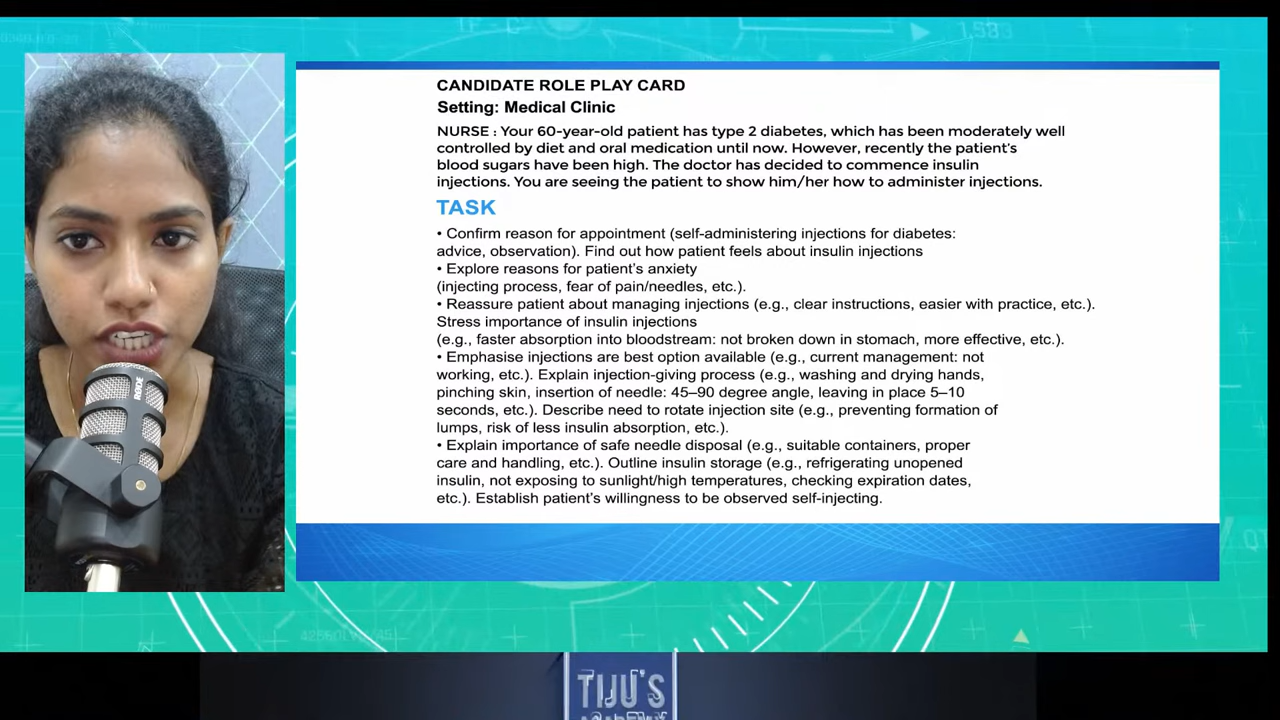 1,583
CANDIDATE ROLE PLAY CARD
Setting: Medical Clinic
NURSE : Your 60-year-old patient has type 2 diabetes, which has been moderately well
controlled by diet and oral medication until now. However, recently the patient's
blood sugars have been high. The doctor has decided to commence insulin
injections. You are seeing the patient to show him/her how to administer injections.
TASK
• Confirm reason for appointment (self-administering injections for diabetes:
advice, observation). Find out how patient feels about insulin injections
• Explore reasons for patient's anxiety
(injecting process, fear of pain/needles, etc.).
• Reassure patient about managing injections (e.g., clear instructions, easier with practice, etc.).
Stress importance of insulin injections
(e.g., faster absorption into bloodstream: not broken down in stomach, more effective, etc.).
• Emphasise injections are best option available (e.g., current management: not
working, etc.). Explain injection-giving process (e.g., washing and drying hands,
pinching skin, insertion of needle: 45–90 degree angle, leaving in place 5–10
seconds, etc.). Describe need to rotate injection site (e.g., preventing formation of
lumps, risk of less insulin absorption, etc.).
• Explain importance of safe needle disposal (e.g., suitable containers, proper
care and handling, etc.). Outline insulin storage (e.g., refrigerating unopened
insulin, not exposing to sunlight/high temperatures, checking expiration dates,
etc.). Establish patient's willingness to be observed self-injecting.
RODE
TIJU'S
ACADEMY